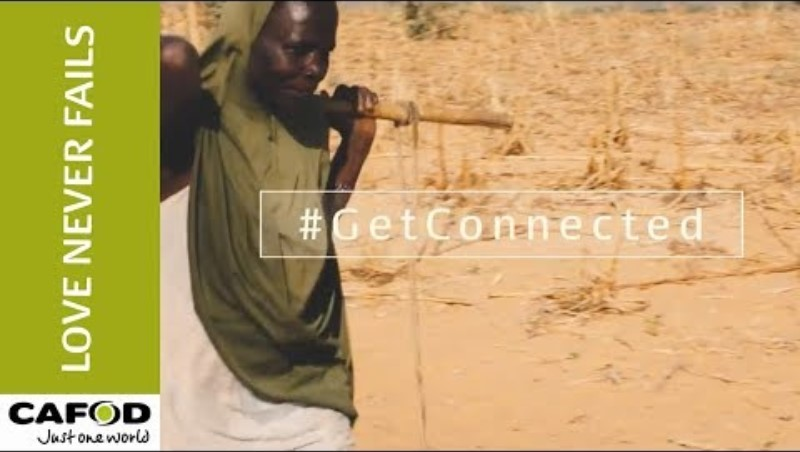 LOVE NEVER FAILS
#GetConnected
CAFOD
Just one world